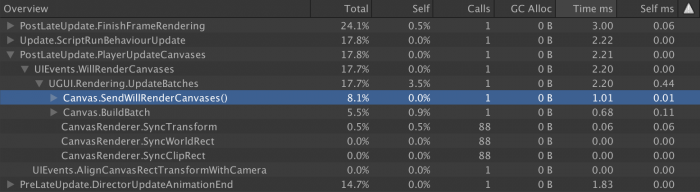 Overview Total Self Calls GC Alloc Time ms Self ms
PostLateUpdate.FinishFrameRendering 24.1% 0.5% 1 0 B 3.00 0.06
Update.ScriptRunBehaviourUpdate 17.8% 0.0% 1 0 B 2.22 0.00
PostLateUpdate.PlayerUpdateCanvases 17.8% 0.0% 1 0 B 2.21 0.00
UIEvents.WillRenderCanvases 17.7% 0.0% 1 0 B 2.20 0.00
UGUI.Rendering.UpdateBatches 17.7% 3.5% 1 0 B 2.20 0.44
Canvas.SendWillRenderCanvases() 8.1% 0.0% 1 0 B 1.01 0.01
Canvas.BuildBatch 5.5% 0.9% 1 0 B 0.68 0.11
CanvasRenderer.SyncTransform 0.5% 0.5% 88 0 B 0.06 0.06
CanvasRenderer.SyncWorldRect 0.0% 0.0% 88 0 B 0.00 0.00
CanvasRenderer.SyncClipRect 0.0% 0.0% 88 0 B 0.00 0.00
UIEvents.AlignCanvasRectTransformWithCamera 0.0% 0.0% 1 0 B 0.00 0.00
PreLateUpdate.DirectorUpdateAnimationEnd 14.7% 0.0% 1 0 B 1.83 0.00